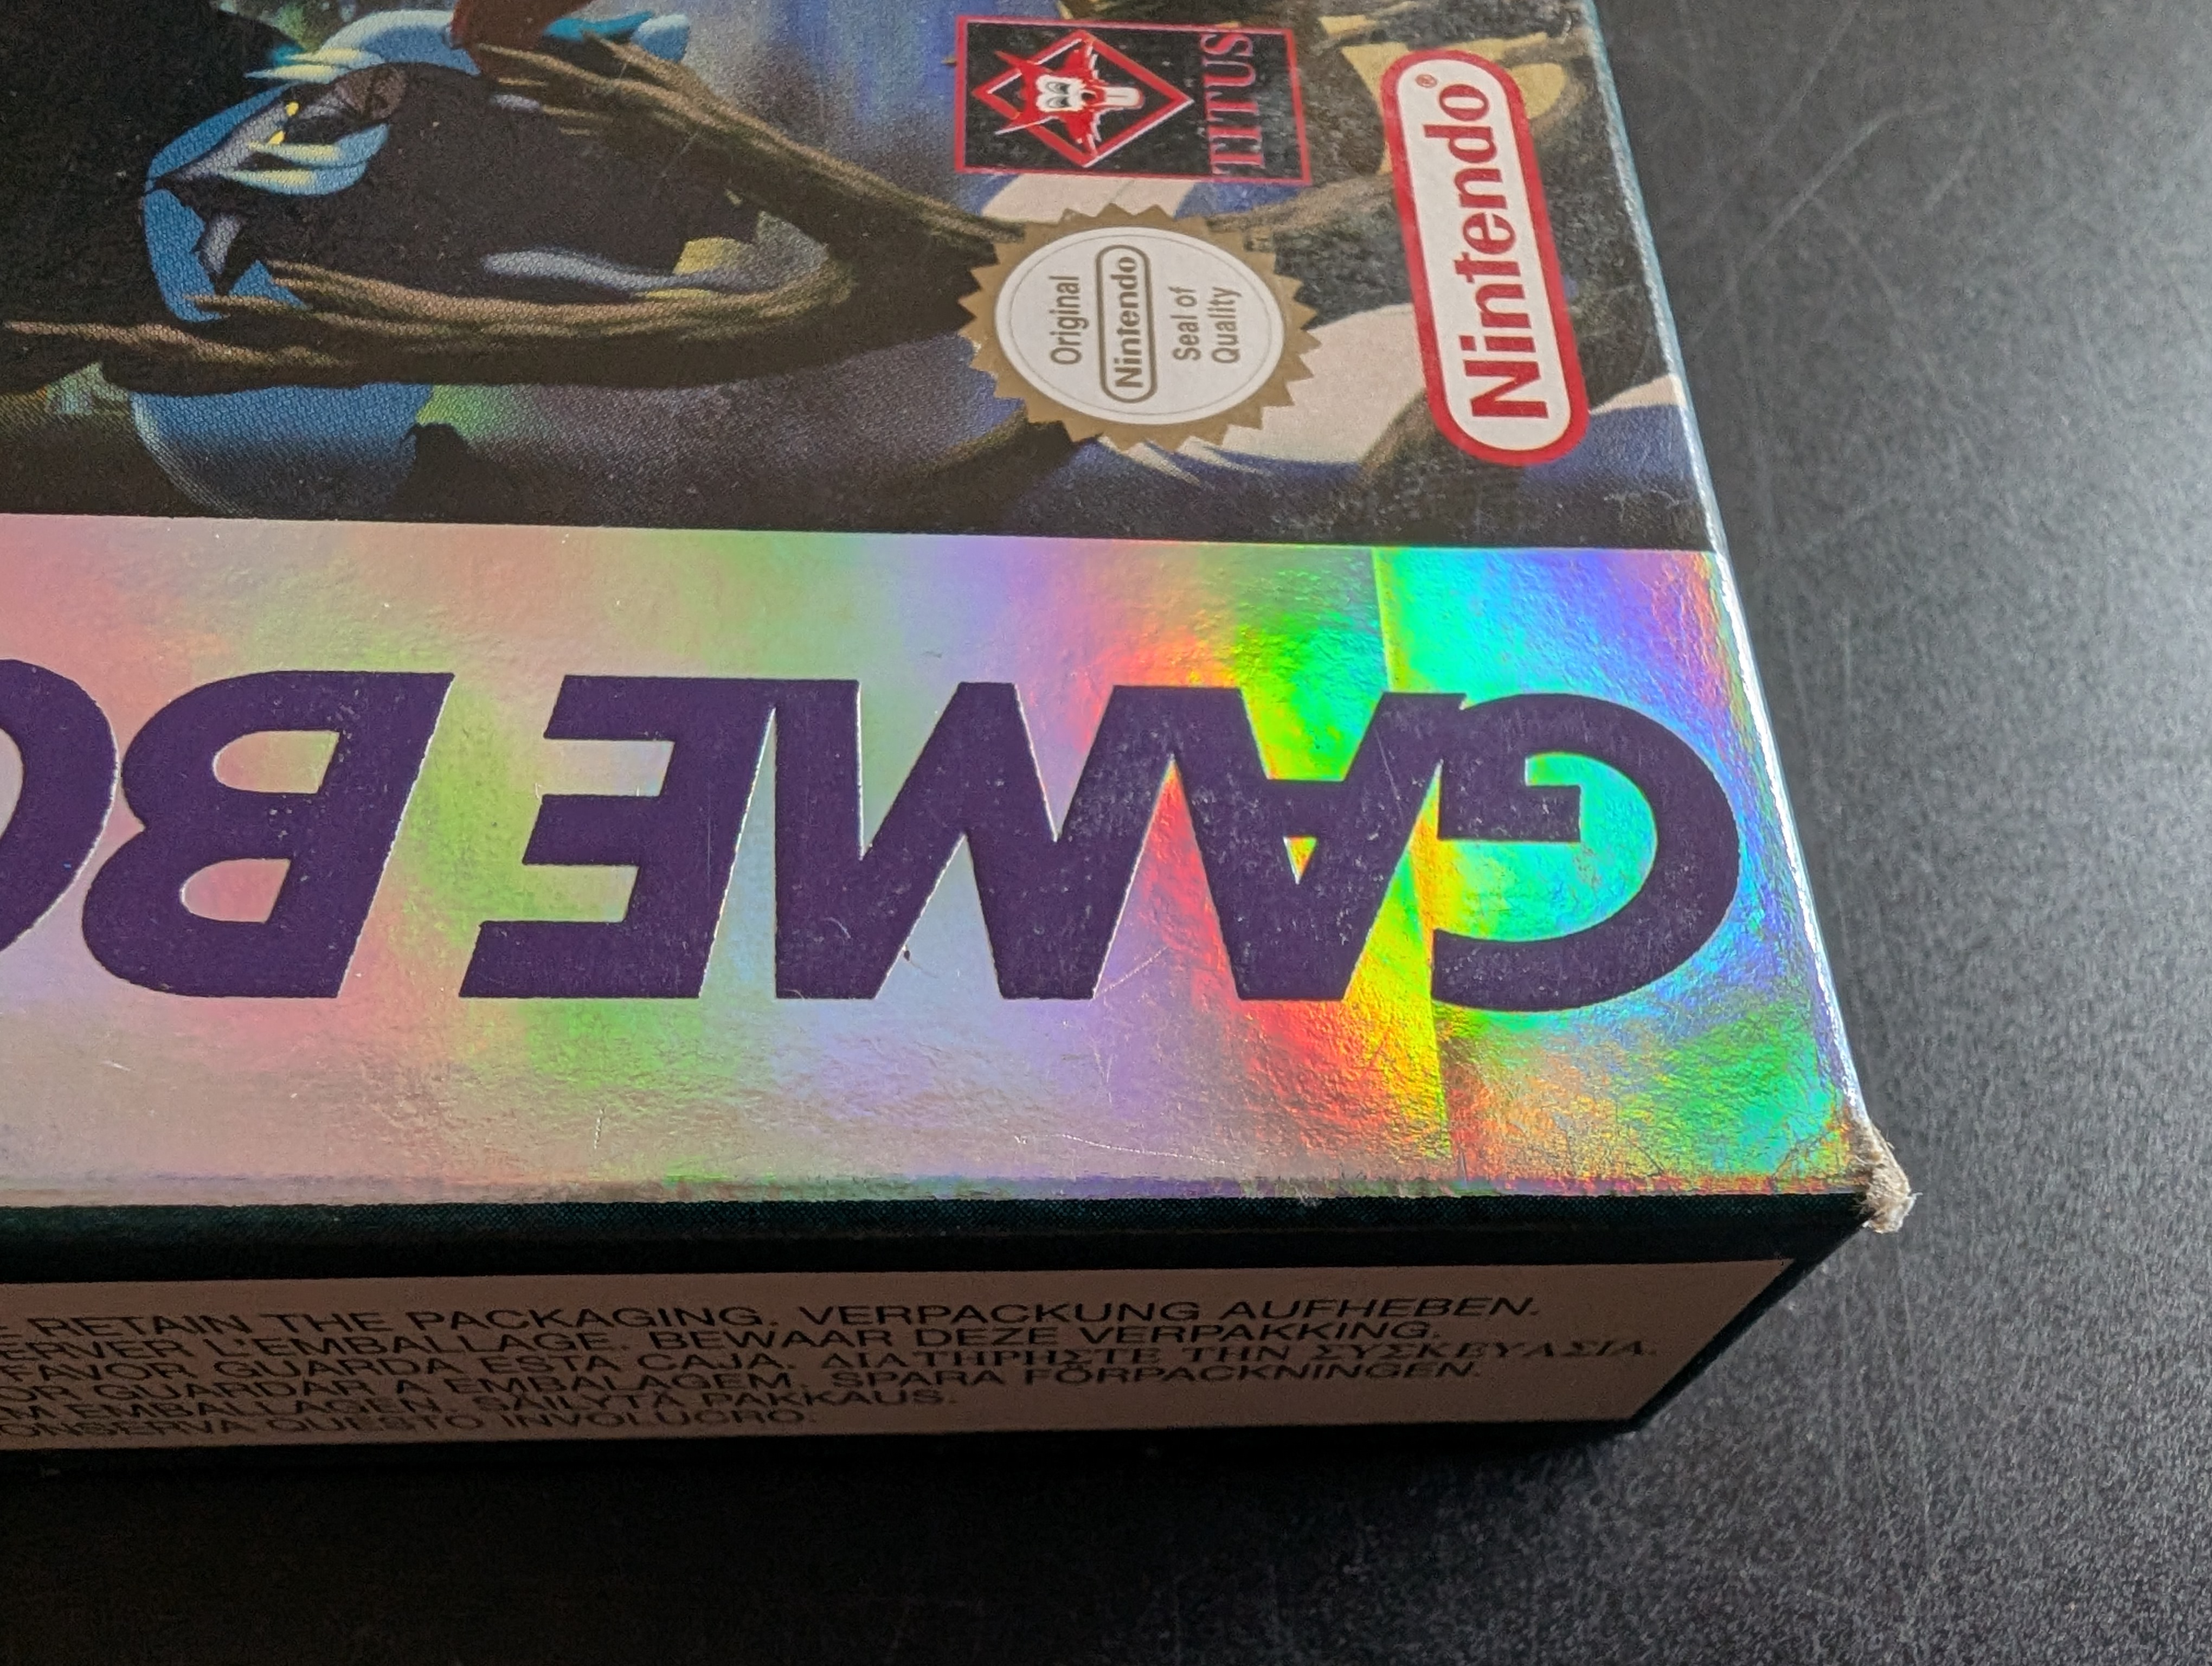 TITUS
Nintendo®
Original
Nintendo
Seal of
Quality
GAME BO
E RETAIN THE PACKAGING. VERPACKUNG AUFHEBEN.
ERVER L'EMBALLAGE. BEWAAR DEZE VERPAKKING.
FAVOR GUARDA ESTA CAJA. ΔΙΑΤΗΡΗΣΤΕ ΤΗΝ ΣΥΣΚΕΥΑΣΙΑ.
OR GUARDAR A EMBALAGEM. SPARA FÖRPACKNINGEN.
M EMBALLAGEN. SÄILYTÄ PAKKAUS.
ONSERVA QUESTO INVOLUCRO.